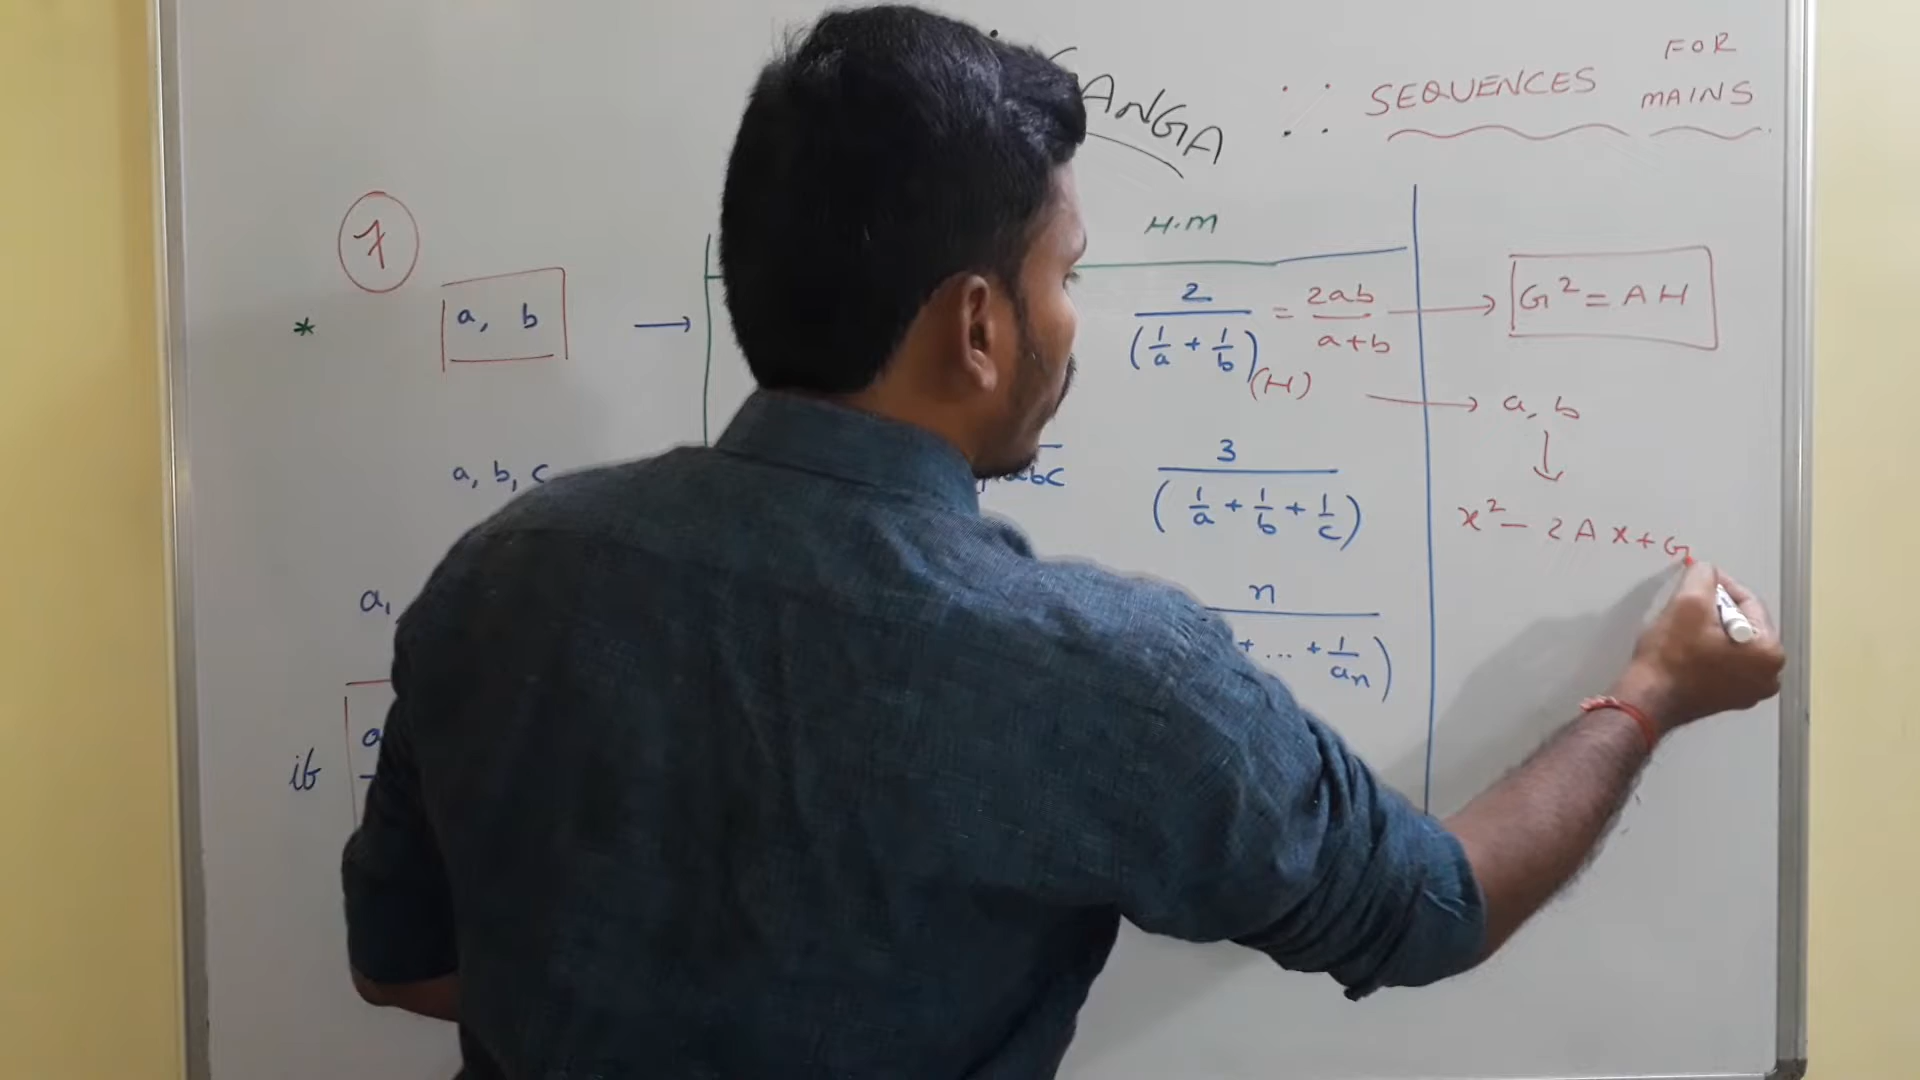 ANGA
∴ SEQUENCES FOR MAINS
7
H.M
* a, b → 2/(1/a + 1/b) = 2ab/(a+b) → G² = AH
(H) → a, b
↓
a, b, c abc 3/(1/a + 1/b + 1/c)
x² - 2Ax + G
a, n/(+ ... + 1/aₙ)
if a